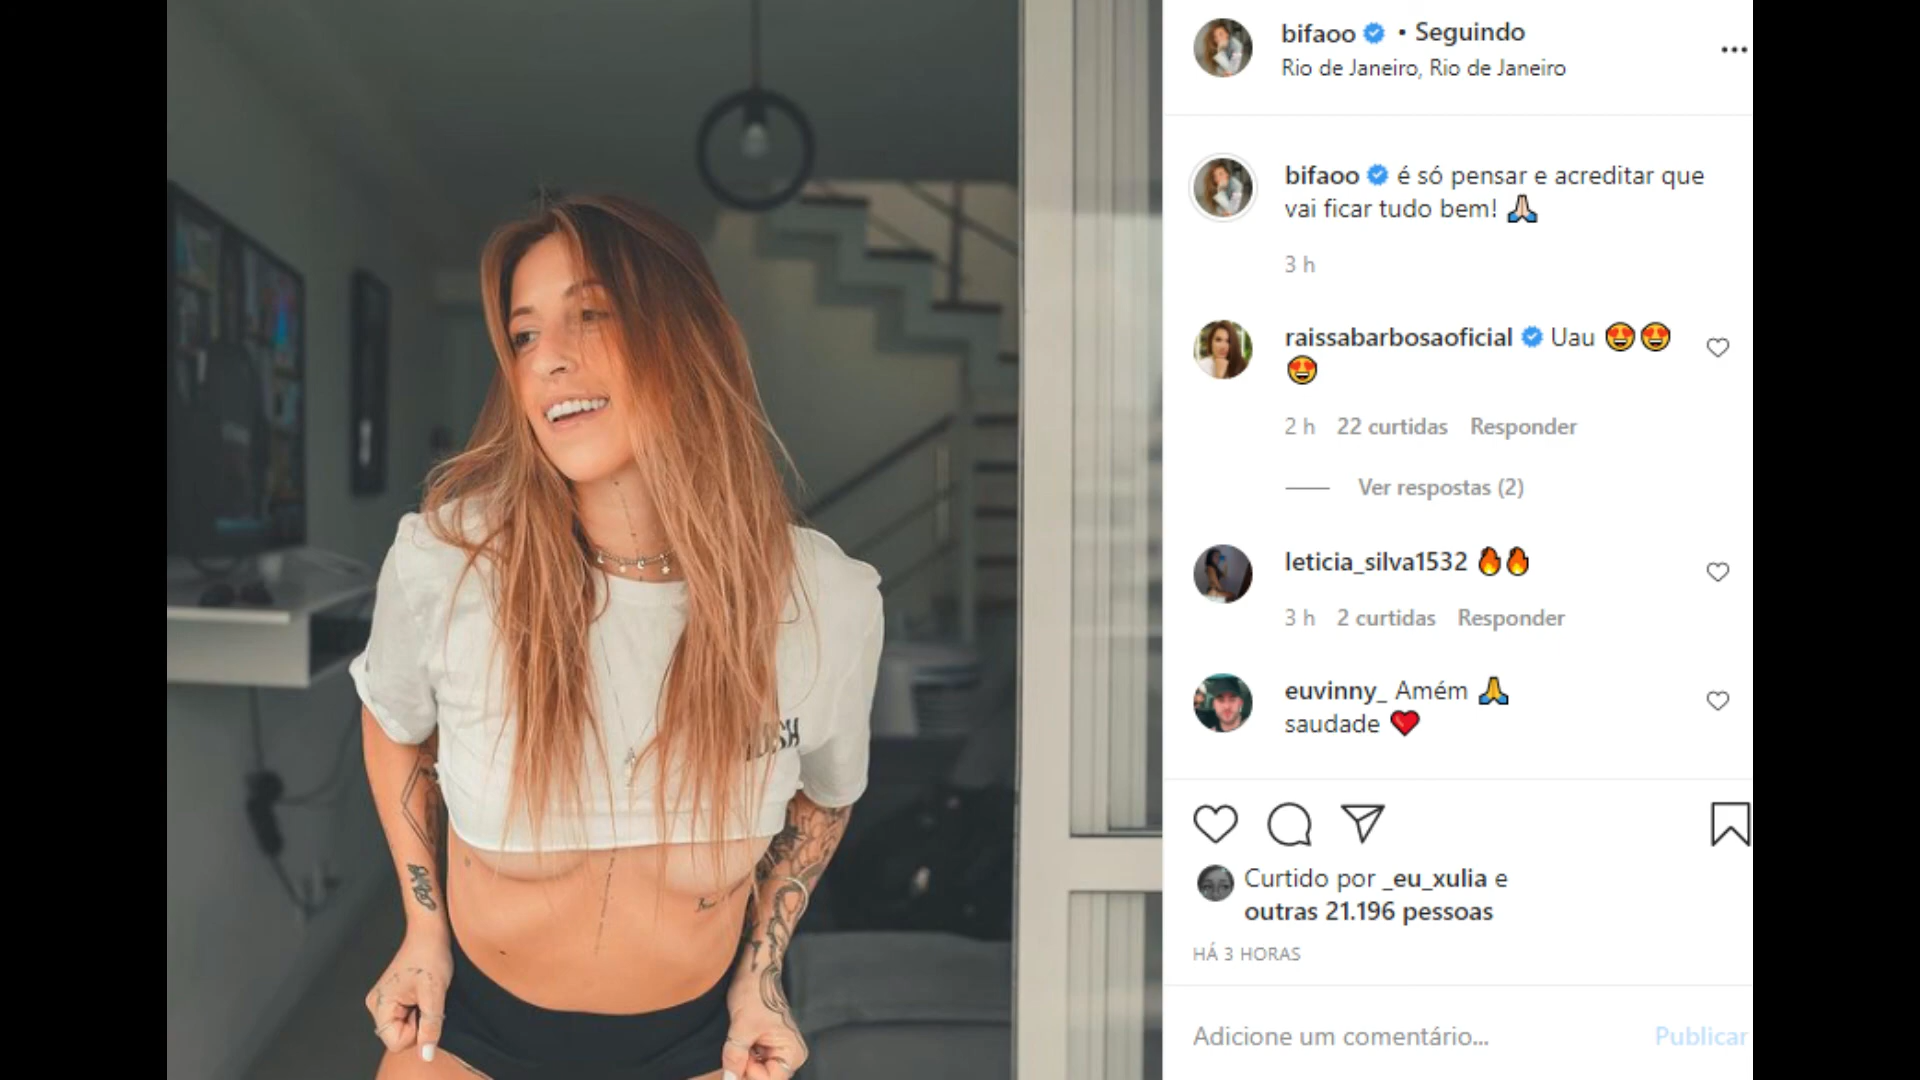 bifaoo • Seguindo
Rio de Janeiro, Rio de Janeiro
bifaoo é só pensar e acreditar que
vai ficar tudo bem! 🙏🏻
3 h
raissabarbosaoficial Uau 😍😍
😍
2 h 22 curtidas Responder
Ver respostas (2)
leticia_silva1532 🔥🔥
3 h 2 curtidas Responder
euvinny_ Amém 🙏
saudade ❤️
Curtido por _eu_xulia e
outras 21.196 pessoas
HÁ 3 HORAS
Adicione um comentário... Publicar